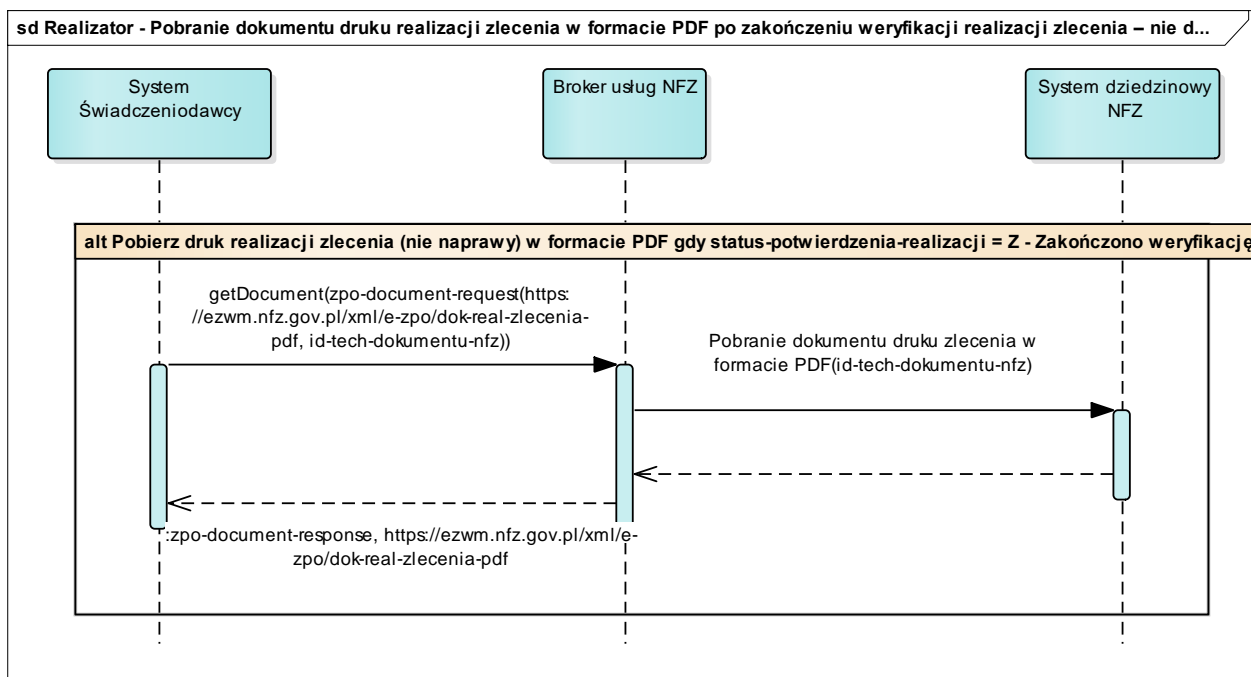 sd Realizator - Pobranie dokumentu druku realizacji zlecenia w formacie PDF po zakończeniu weryfikacji realizacji zlecenia – nie d...
System
Świadczeniodawcy
Broker usług NFZ
System dziedzinowy
NFZ
alt Pobierz druk realizacji zlecenia (nie naprawy) w formacie PDF gdy status-potwierdzenia-realizacji = Z - Zakończono weryfikację
getDocument(zpo-document-request(https:
//ezwm.nfz.gov.pl/xml/e-zpo/dok-real-zlecenia-
pdf, id-tech-dokumentu-nfz))
Pobranie dokumentu druku zlecenia w
formacie PDF(id-tech-dokumentu-nfz)
:zpo-document-response, https://ezwm.nfz.gov.pl/xml/e-
zpo/dok-real-zlecenia-pdf